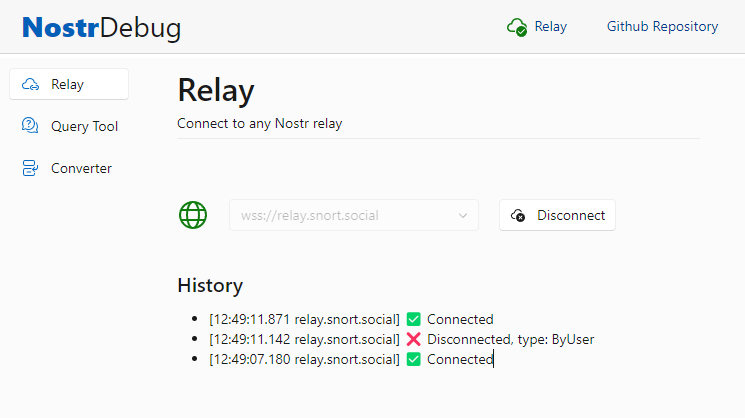 NostrDebug
Relay
Github Repository
Relay
Query Tool
Converter
Relay
Connect to any Nostr relay
wss://relay.snort.social
Disconnect
History
[12:49:11.871 relay.snort.social] ✅ Connected
[12:49:11.142 relay.snort.social] ❌ Disconnected, type: ByUser
[12:49:07.180 relay.snort.social] ✅ Connected